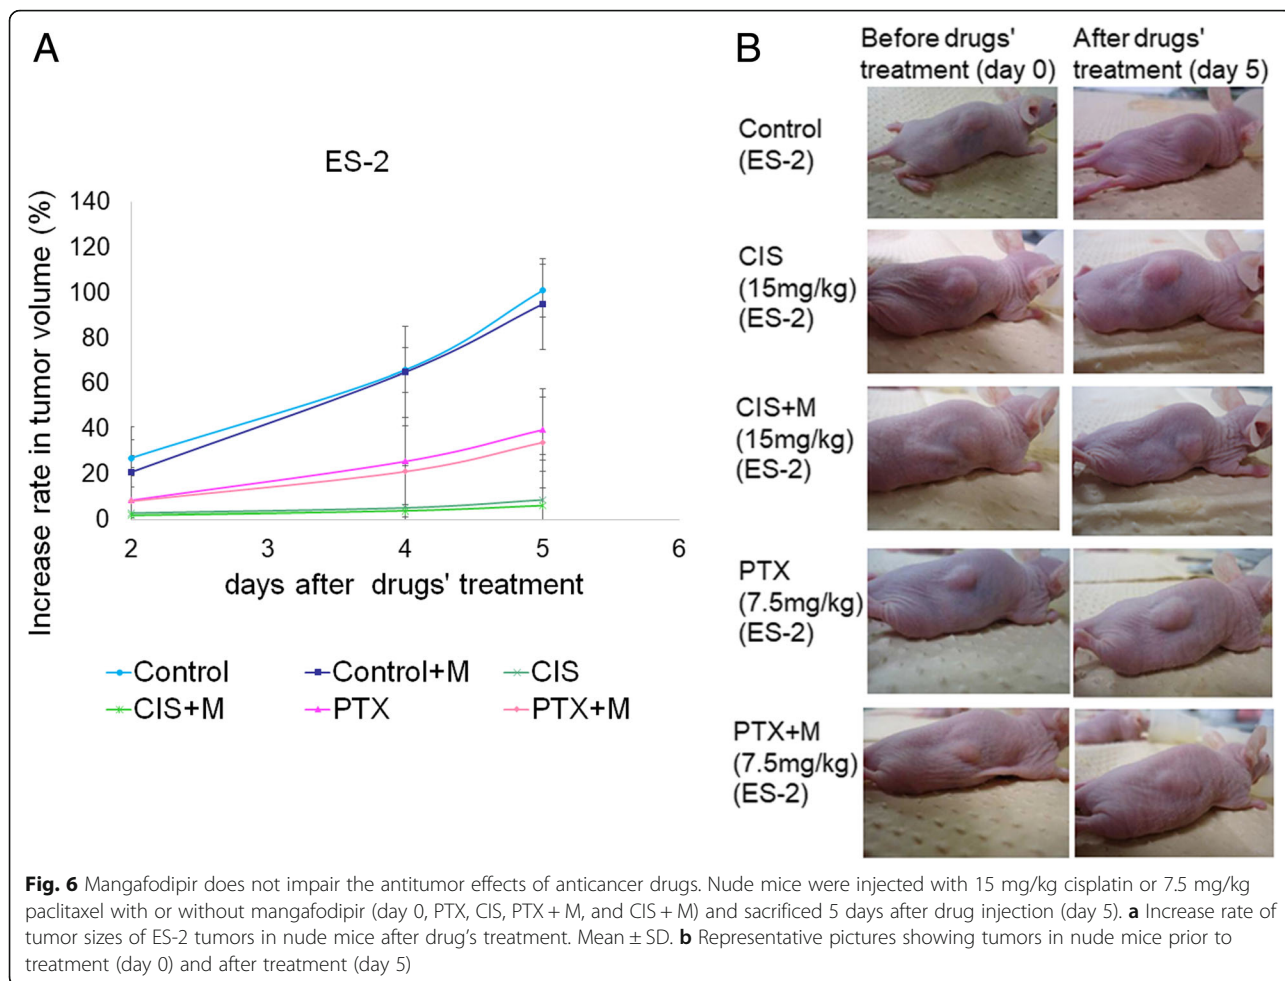 A
ES-2
Increase rate in tumor volume (%)
140
120
100
80
60
40
20
0
2 3 4 5 6
days after drugs' treatment
Control Control+M CIS
CIS+M PTX PTX+M
B
Before drugs' After drugs'
treatment (day 0) treatment (day 5)
Control
(ES-2)
CIS
(15mg/kg)
(ES-2)
CIS+M
(15mg/kg)
(ES-2)
PTX
(7.5mg/kg)
(ES-2)
PTX+M
(7.5mg/kg)
(ES-2)
Fig. 6 Mangafodipir does not impair the antitumor effects of anticancer drugs. Nude mice were injected with 15 mg/kg cisplatin or 7.5 mg/kg
paclitaxel with or without mangafodipir (day 0, PTX, CIS, PTX + M, and CIS + M) and sacrificed 5 days after drug injection (day 5). a Increase rate of
tumor sizes of ES-2 tumors in nude mice after drug's treatment. Mean ± SD. b Representative pictures showing tumors in nude mice prior to
treatment (day 0) and after treatment (day 5)